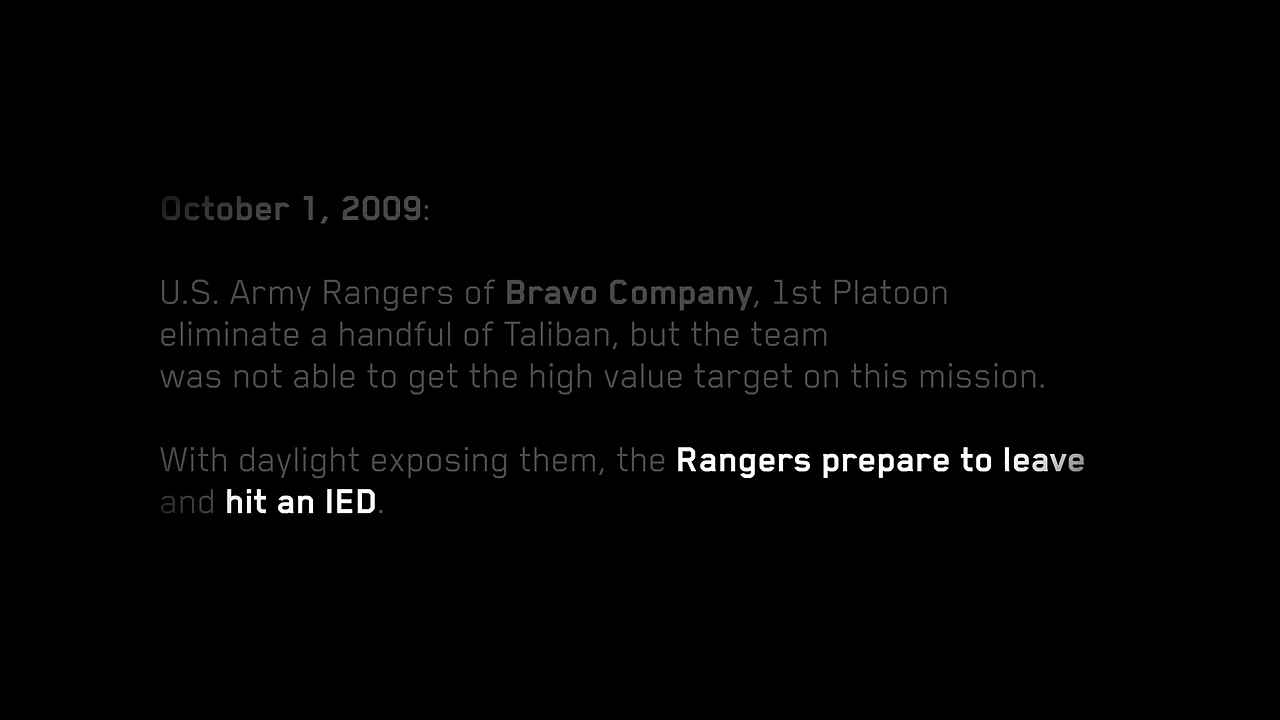 October 1, 2009:
U.S. Army Rangers of Bravo Company, 1st Platoon
eliminate a handful of Taliban, but the team
was not able to get the high value target on this mission.
With daylight exposing them, the Rangers prepare to leave
and hit an IED.